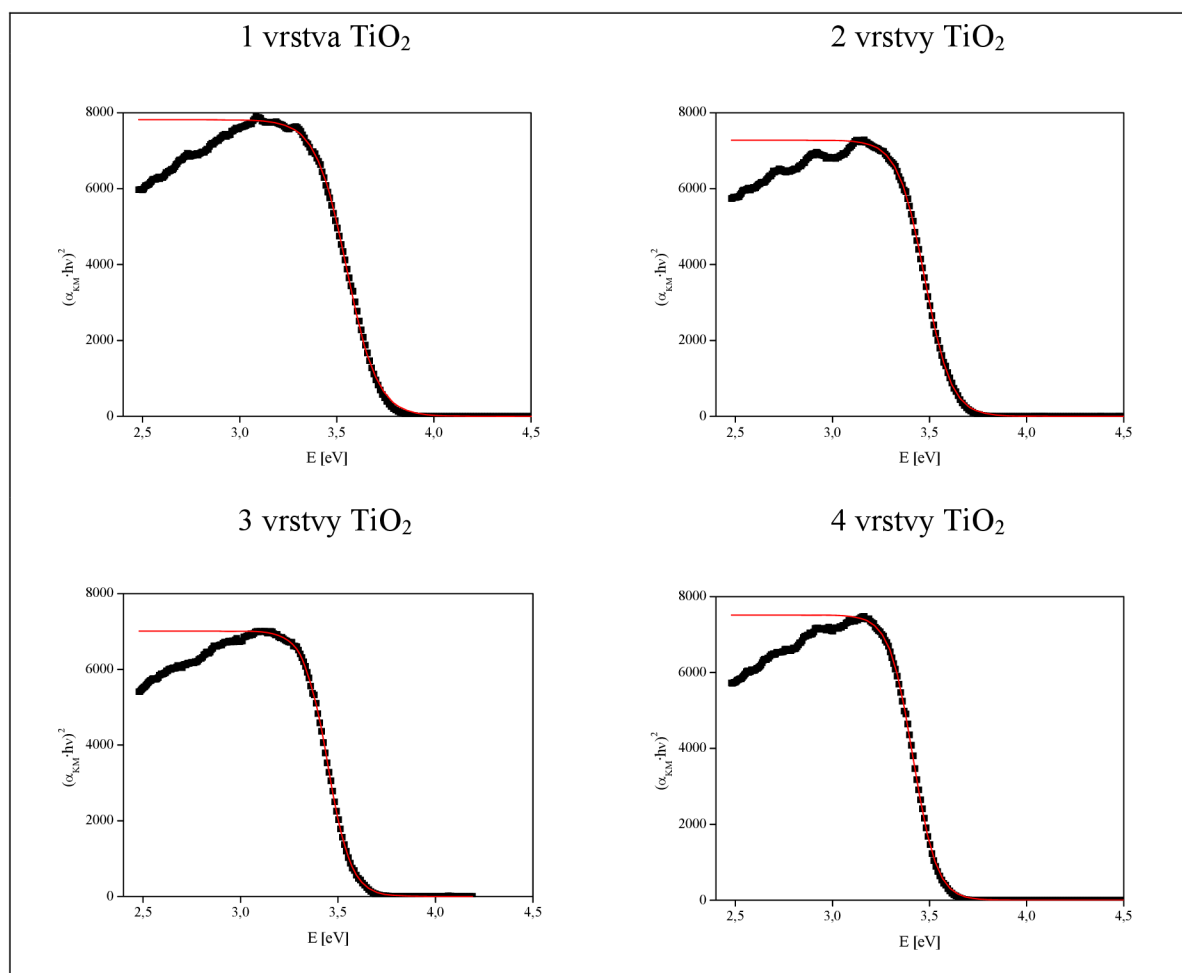 1 vrstva TiO₂
8000
6000
4000
2000
0
(α_KM·hν)²
2,5 3,0 3,5 4,0 4,5
E [eV]
2 vrstvy TiO₂
8000
6000
4000
2000
0
(α_KM·hν)²
2,5 3,0 3,5 4,0 4,5
E [eV]
3 vrstvy TiO₂
8000
6000
4000
2000
0
(α_KM·hν)²
2,5 3,0 3,5 4,0 4,5
E [eV]
4 vrstvy TiO₂
8000
6000
4000
2000
0
(α_KM·hν)²
2,5 3,0 3,5 4,0 4,5
E [eV]